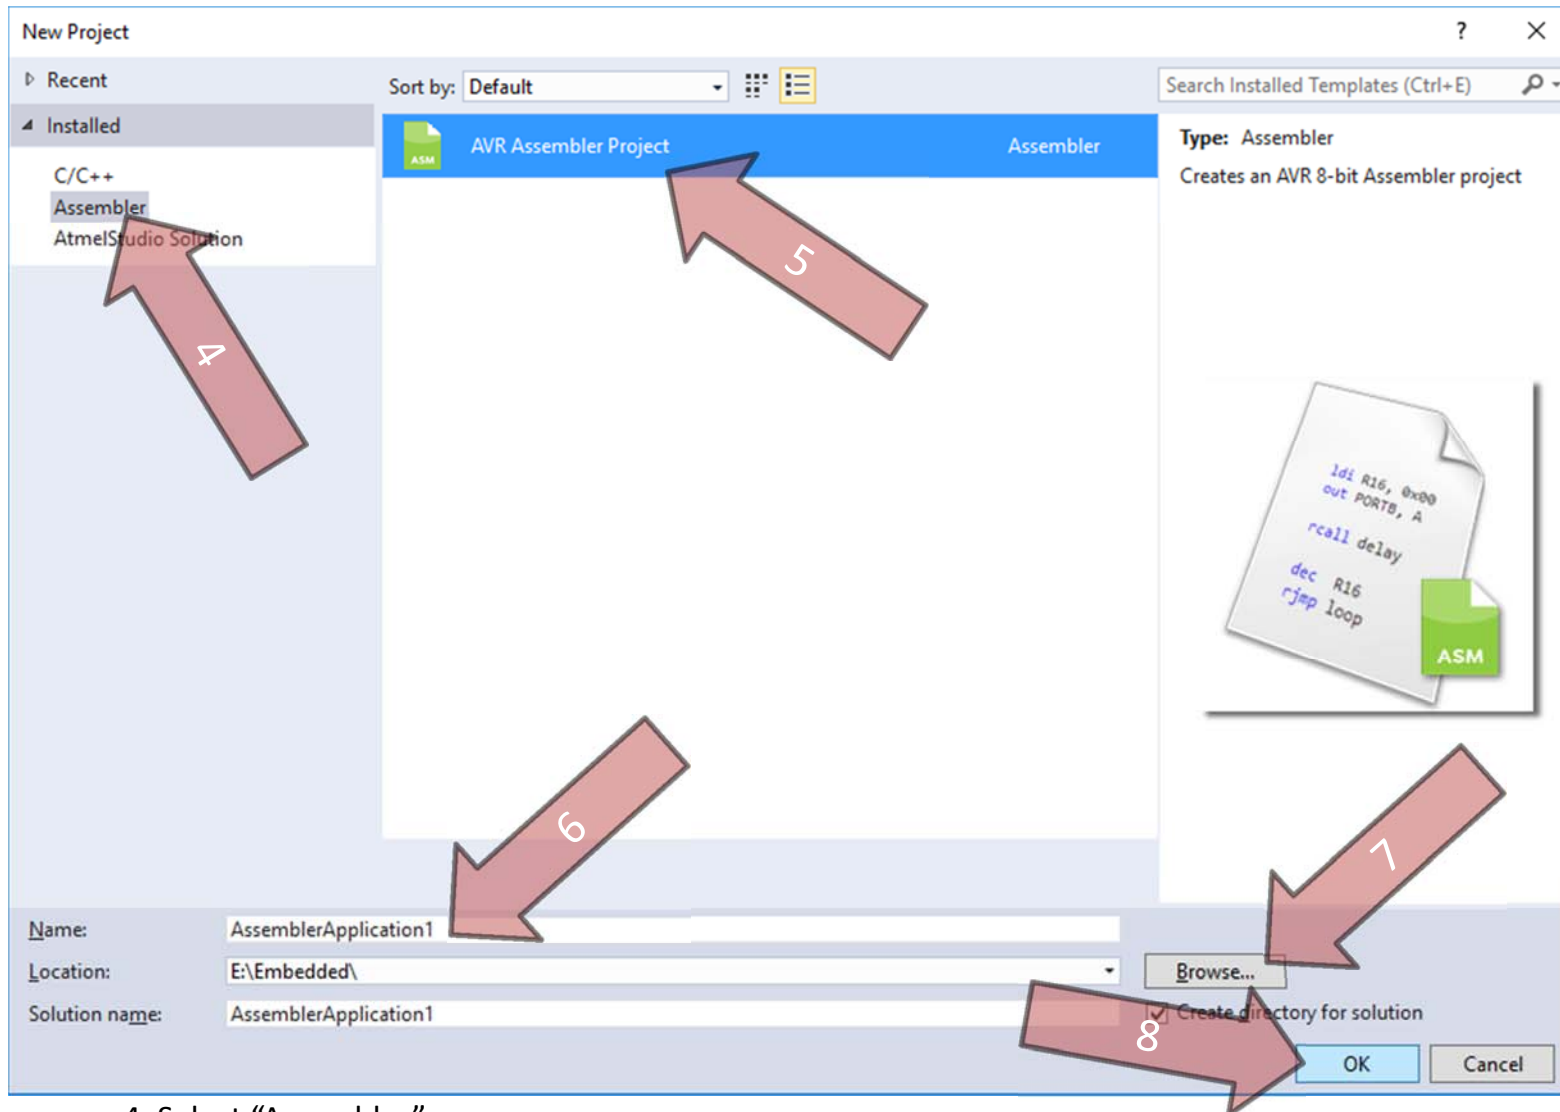 New Project ?
Recent
Sort by: Default
Search Installed Templates (Ctrl+E)
Installed
C/C++
Assembler
AtmelStudio Solution
ASM
AVR Assembler Project Assembler
Type: Assembler
Creates an AVR 8-bit Assembler project
4
5
ldi R16, 0x00
out PORTB, A
rcall delay
dec R16
rjmp loop
ASM
6
7
Name: AssemblerApplication1
Location: E:\Embedded\
Browse...
Solution name: AssemblerApplication1
Create directory for solution
8
OK Cancel
4. Select “Assembler”